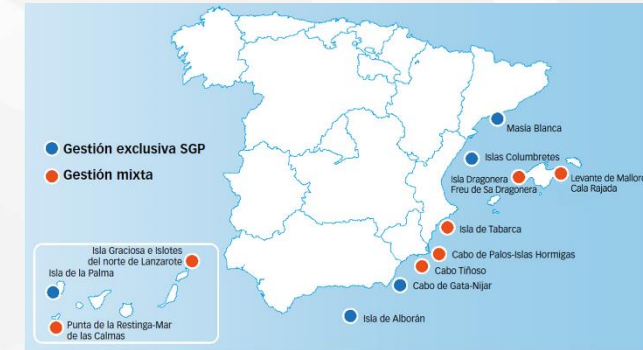 Gestión exclusiva SGP
Gestión mixta
Masía Blanca
Islas Columbretes
Isla Dragonera
Freu de Sa Dragonera
Levante de Mallorc
Cala Rajada
Isla de Tabarca
Cabo de Palos-Islas Hormigas
Cabo Tiñoso
Cabo de Gata-Nijar
Isla de Alborán
Isla Graciosa e Islotes
del norte de Lanzarote
Isla de la Palma
Punta de la Restinga-Mar
de las Calmas